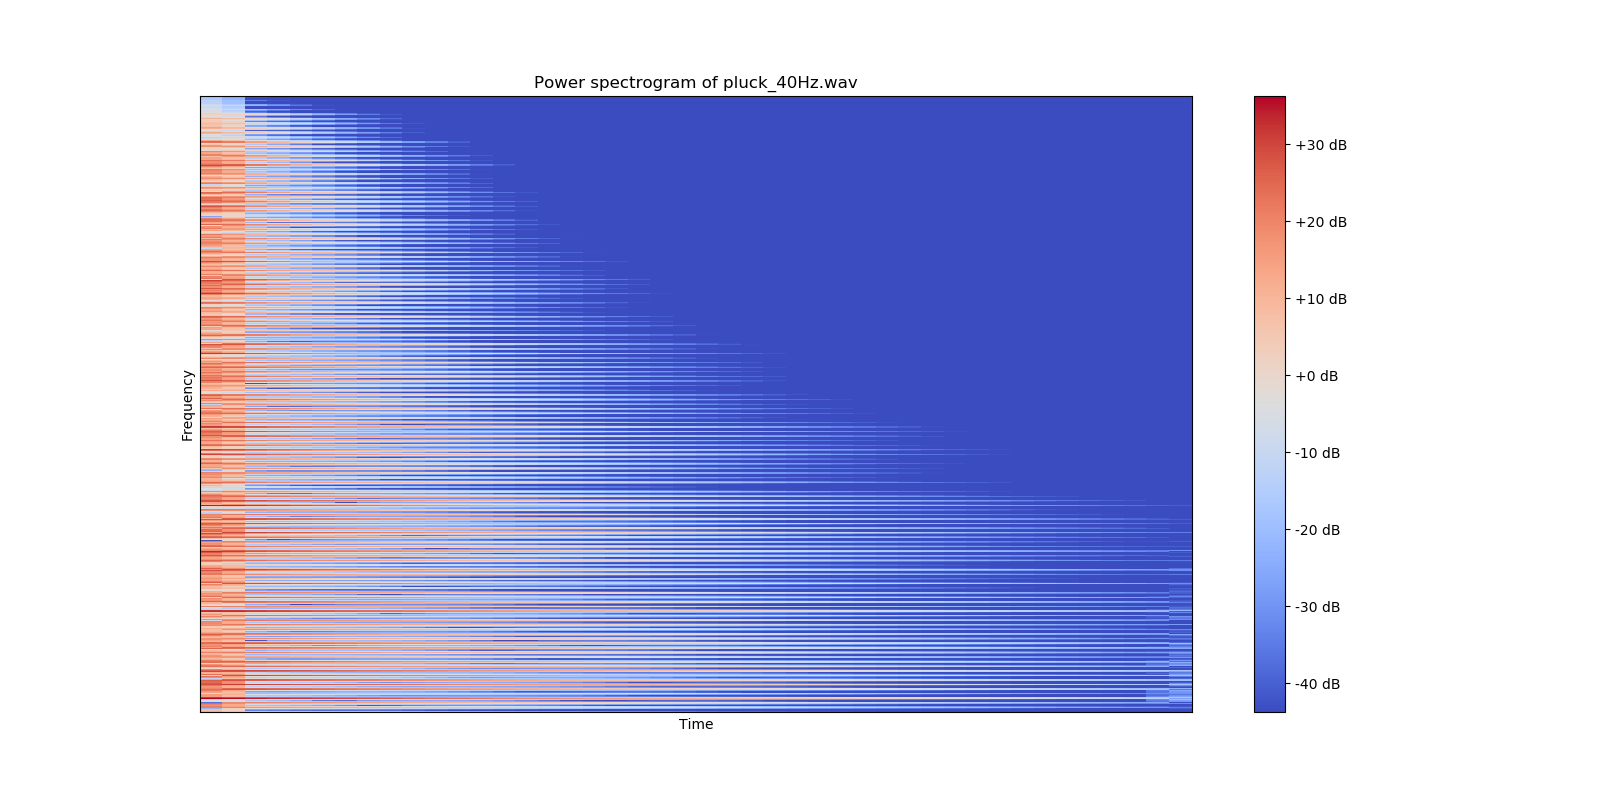 Power spectrogram of pluck_40Hz.wav
Frequency
Time
+30 dB
+20 dB
+10 dB
+0 dB
-10 dB
-20 dB
-30 dB
-40 dB